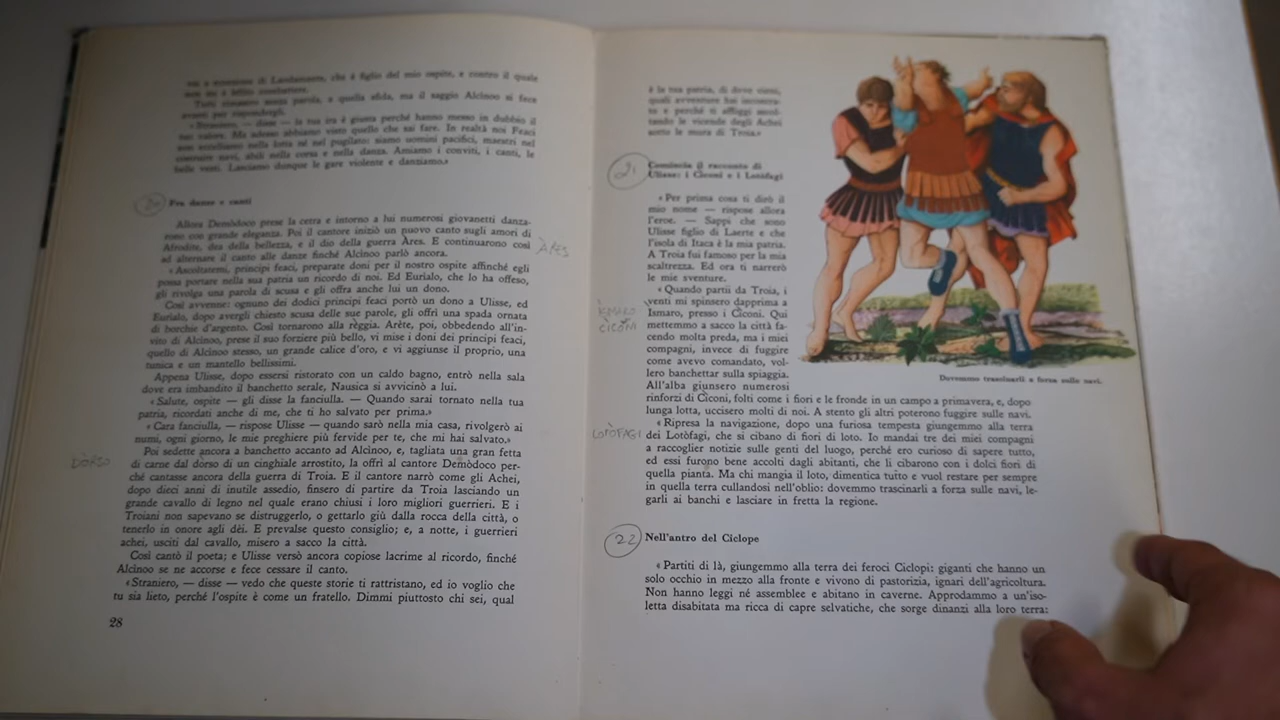 vai a tenzone di Laodamante, che è figlio del mio ospite, e contro il quale
non mi è lecito combattere.
Tutti rimasero senza parola, a quella sfida, ma il saggio Alcinoo si fece
avanti per rispondergli.
«Straniero, — disse — la tua ira è giusta perché hanno messo in dubbio il
tuo valore. Ma adesso abbiamo visto quello che sai fare. In realtà noi Feaci
non eccelliamo nella lotta né nel pugilato: siamo uomini pacifici, maestri nel
costruire navi, abili nella corsa e nella danza. Amiamo i conviti, i canti, le
belle vesti. Lasciamo dunque le gare violente e danziamo.»
20 Fra danze e canti
Allora Demòdoco prese la cetra e intorno a lui numerosi giovanetti danza-
rono con grande eleganza. Poi il cantore iniziò un nuovo canto sugli amori di
Afrodite, dea della bellezza, e il dio della guerra Ares. E continuarono così
ad alternare il canto alle danze finché Alcinoo parlò ancora.
ÀRES
«Ascoltatemi, principi feaci, preparate doni per il nostro ospite affinché egli
possa portare nella sua patria un ricordo di noi. Ed Eurialo, che lo ha offeso,
gli rivolga una parola di scusa e gli offra anche lui un dono.
Così avvenne: ognuno dei dodici principi feaci portò un dono a Ulisse, ed
Eurialo, dopo avergli chiesto scusa delle sue parole, gli offrì una spada ornata
di borchie d'argento. Così tornarono alla règgia. Arète, poi, obbedendo all'in-
vito di Alcinoo, prese il suo forziere più bello, vi mise i doni dei principi feaci,
quello di Alcinoo stesso, un grande calice d'oro, e vi aggiunse il proprio, una
tunica e un mantello bellissimi.
Appena Ulisse, dopo essersi ristorato con un caldo bagno, entrò nella sala
dove era imbandito il banchetto serale, Nausica si avvicinò a lui.
«Salute, ospite — gli disse la fanciulla. — Quando sarai tornato nella tua
patria, ricordati anche di me, che ti ho salvato per prima.»
«Cara fanciulla, — rispose Ulisse — quando sarò nella mia casa, rivolgerò ai
numi, ogni giorno, le mie preghiere più fervide per te, che mi hai salvato.»
Poi sedette ancora a banchetto accanto ad Alcinoo, e, tagliata una gran fetta
DÒRSO
di carne dal dorso di un cinghiale arrostito, la offrì al cantore Demòdoco per-
ché cantasse ancora della guerra di Troia. E il cantore narrò come gli Achei,
dopo dieci anni di inutile assedio, finsero di partire da Troia lasciando un
grande cavallo di legno nel quale erano chiusi i loro migliori guerrieri. E i
Troiani non sapevano se distruggerlo, o gettarlo giù dalla rocca della città, o
tenerlo in onore agli dèi. E prevalse questo consiglio; e, a notte, i guerrieri
achei, usciti dal cavallo, misero a sacco la città.
Così cantò il poeta; e Ulisse versò ancora copiose lacrime al ricordo, finché
Alcinoo se ne accorse e fece cessare il canto.
«Straniero, — disse — vedo che queste storie ti rattristano, ed io voglio che
tu sia lieto, perché l'ospite è come un fratello. Dimmi piuttosto chi sei, qual
28
è la tua patria, di dove vieni,
quali avventure hai incontra-
to e perché ti affliggi sentendo
le vicende degli Achei
sotto le mura di Troia.»
21 Comincia il racconto di
Ulisse: i Cìconi e i Lotòfagi
«Per prima cosa ti dirò il
mio nome — rispose allora
l'eroe. — Sappi che sono
Ulisse figlio di Laerte e che
l'isola di Itaca è la mia patria.
A Troia fui famoso per la mia
scaltrezza. Ed ora ti narrerò
le mie sventure.
«Quando partii da Troia, i
venti mi spinsero dapprima a
ÌSMARO
Ismaro, presso i Cìconi. Qui
CÌCONI
mettemmo a sacco la città fa-
cendo molta preda, ma i miei
compagni, invece di fuggire
come avevo comandato, vol-
lero banchettar sulla spiaggia.
All'alba giunsero numerosi
Dovemmo trascinarli a forza sulle navi.
rinforzi di Cìconi, folti come i fiori e le fronde in un campo a primavera, e, dopo
lunga lotta, uccisero molti di noi. A stento gli altri poterono fuggire sulle navi.
«Ripresa la navigazione, dopo una furiosa tempesta giungemmo alla terra
LOTÒFAGI
dei Lotòfagi, che si cibano di fiori di loto. Io mandai tre dei miei compagni
a raccoglier notizie sulle genti del luogo, perché ero curioso di sapere tutto,
ed essi furono bene accolti dagli abitanti, che li cibarono con i dolci fiori di
quella pianta. Ma chi mangia il loto, dimentica tutto e vuol restare per sempre
in quella terra cullandosi nell'oblio: dovemmo trascinarli a forza sulle navi, le-
garli ai banchi e lasciare in fretta la regione.
22 Nell'antro del Ciclope
«Partiti di là, giungemmo alla terra dei feroci Ciclopi: giganti che hanno un
solo occhio in mezzo alla fronte e vivono di pastorizia, ignari dell'agricoltura.
Non hanno leggi né assemblee e abitano in caverne. Approdammo a un'iso-
letta disabitata ma ricca di capre selvatiche, che sorge dinanzi alla loro terra: